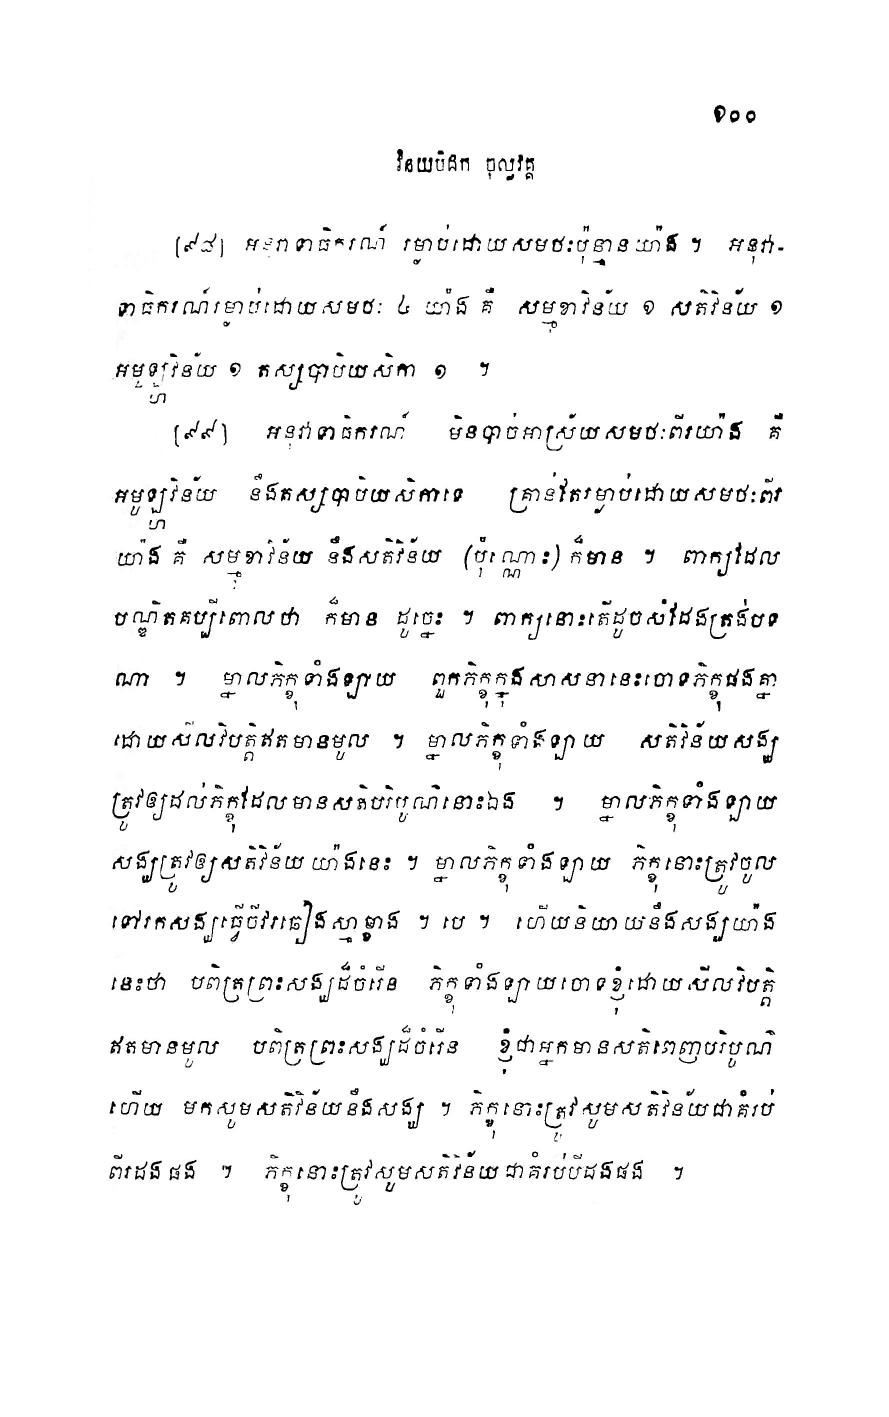 ១០០
វិនយបិដក ចុល្លវគ្គ
[៩៨] អនុវាទាធិករណ៍ រម្ងាប់ដោយសមថៈប៉ុន្មានយ៉ាង ។ អនុវា-
ទាធិករណ៍រម្ងាប់ដោយសមថៈ ៤ យ៉ាង គឺ សម្មុខាវិន័យ ១ សតិវិន័យ ១
អមូឡ្ហវិន័យ ១ តស្សបាបិយសិកា ១ ។
[៩៩] អនុវាទាធិករណ៍ មិនបាច់អាស្រ័យសមថៈពីរយ៉ាង គឺ
អមូឡ្ហវិន័យ នឹងតស្សបាបិយសិកាទេ គ្រាន់តែរម្ងាប់ដោយសមថៈពីរ
យ៉ាង គឺ សម្មុខាវិន័យ នឹងសតិវិន័យ (ប៉ុណ្ណោះ) ក៏មាន ។ ពាក្យដែល
បណ្ឌិតគប្បីពោលថា ក៏មាន ដូច្នេះ ។ ពាក្យនោះតើដូចសំដែងត្រង់បទ
ណា ។ ម្នាលភិក្ខុទាំងឡាយ ពួកភិក្ខុក្នុងសាសនានេះចោទភិក្ខុផងគ្នា
ដោយសីលវិបត្តិឥតមានមូល ។ ម្នាលភិក្ខុទាំងឡាយ សតិវិន័យសង្ឃ
ត្រូវឲ្យដល់ភិក្ខុដែលមានសតិបរិបូណ៌នោះឯង ។ ម្នាលភិក្ខុទាំងឡាយ
សង្ឃត្រូវឲ្យសតិវិន័យយ៉ាងនេះ ។ ម្នាលភិក្ខុទាំងឡាយ ភិក្ខុនោះត្រូវចូល
ទៅរកសង្ឃធ្វើចីវរឆៀងស្មាម្ខាង ។ បេ ។ ហើយនិយាយនឹងសង្ឃយ៉ាង
នេះថា បពិត្រព្រះសង្ឃដ៏ចំរើន ភិក្ខុទាំងឡាយចោទខ្ញុំដោយសីលវិបត្តិ
ឥតមានមូល បពិត្រព្រះសង្ឃដ៏ចំរើន ខ្ញុំជាអ្នកមានសតិពេញបរិបូណ៌
ហើយ មកសូមសតិវិន័យនឹងសង្ឃ ។ ភិក្ខុនោះត្រូវសូមសតិវិន័យជាគំរប់
ពីរដងផង ។ ភិក្ខុនោះត្រូវសូមសតិវិន័យជាគំរប់បីដងផង ។